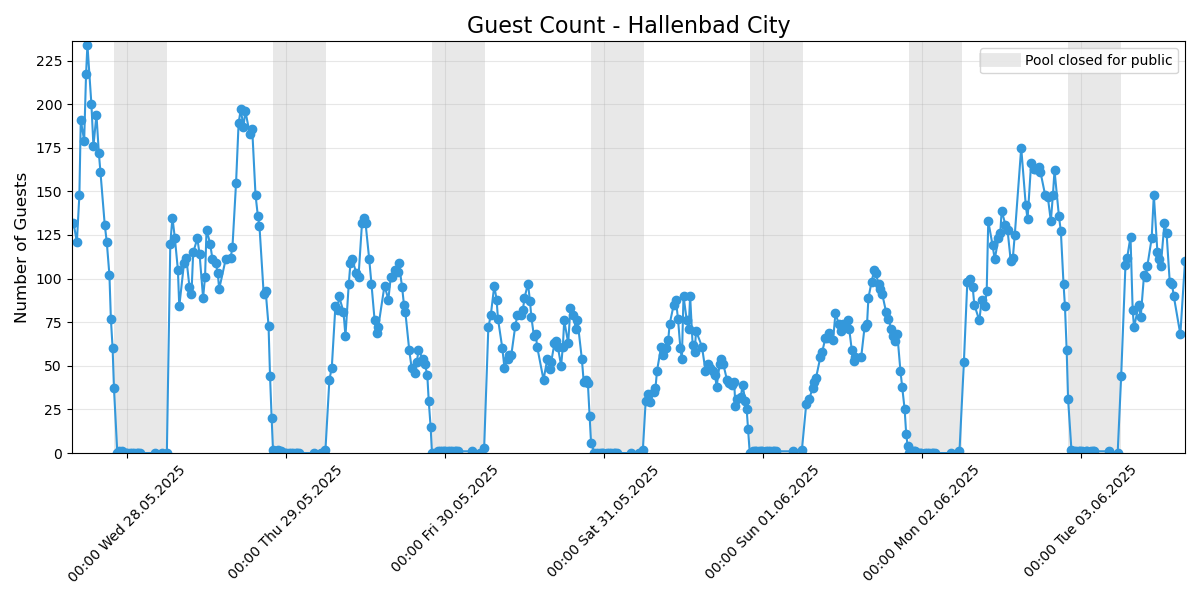 Guest Count - Hallenbad City
Pool closed for public
Number of Guests
225
200
175
150
125
100
75
50
25
0
00:00 Wed 28.05.2025
00:00 Thu 29.05.2025
00:00 Fri 30.05.2025
00:00 Sat 31.05.2025
00:00 Sun 01.06.2025
00:00 Mon 02.06.2025
00:00 Tue 03.06.2025